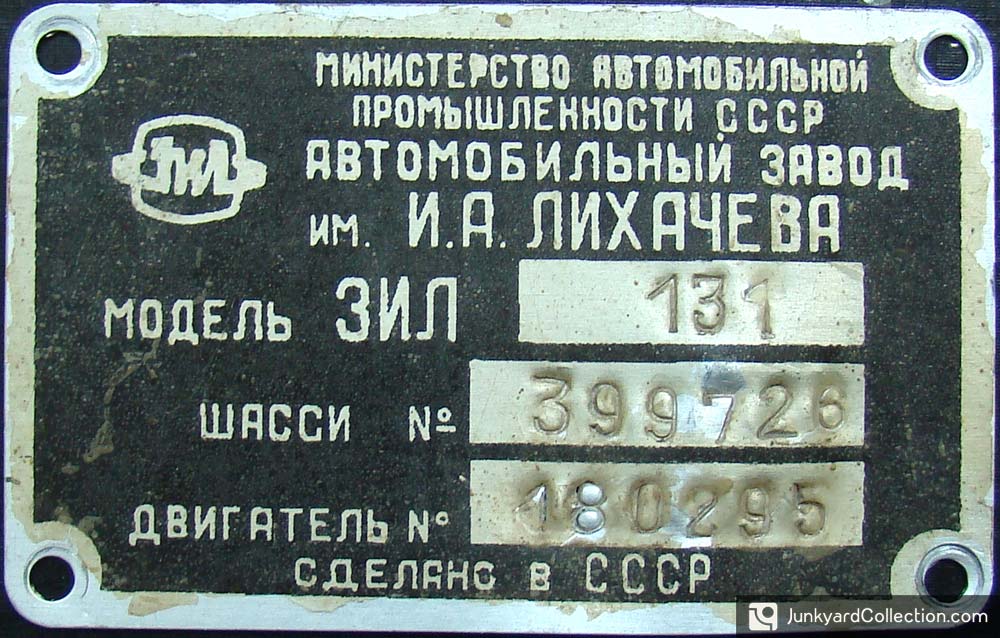 МИНИСТЕРСТВО АВТОМОБИЛЬНОЙ
ПРОМЫШЛЕННОСТИ СССР
ЗИЛ
АВТОМОБИЛЬНЫЙ ЗАВОД
ИМ. И.А. ЛИХАЧЕВА
МОДЕЛЬ ЗИЛ 131
ШАССИ № 399726
ДВИГАТЕЛЬ № 180295
СДЕЛАНО В СССР
JunkyardCollection.com